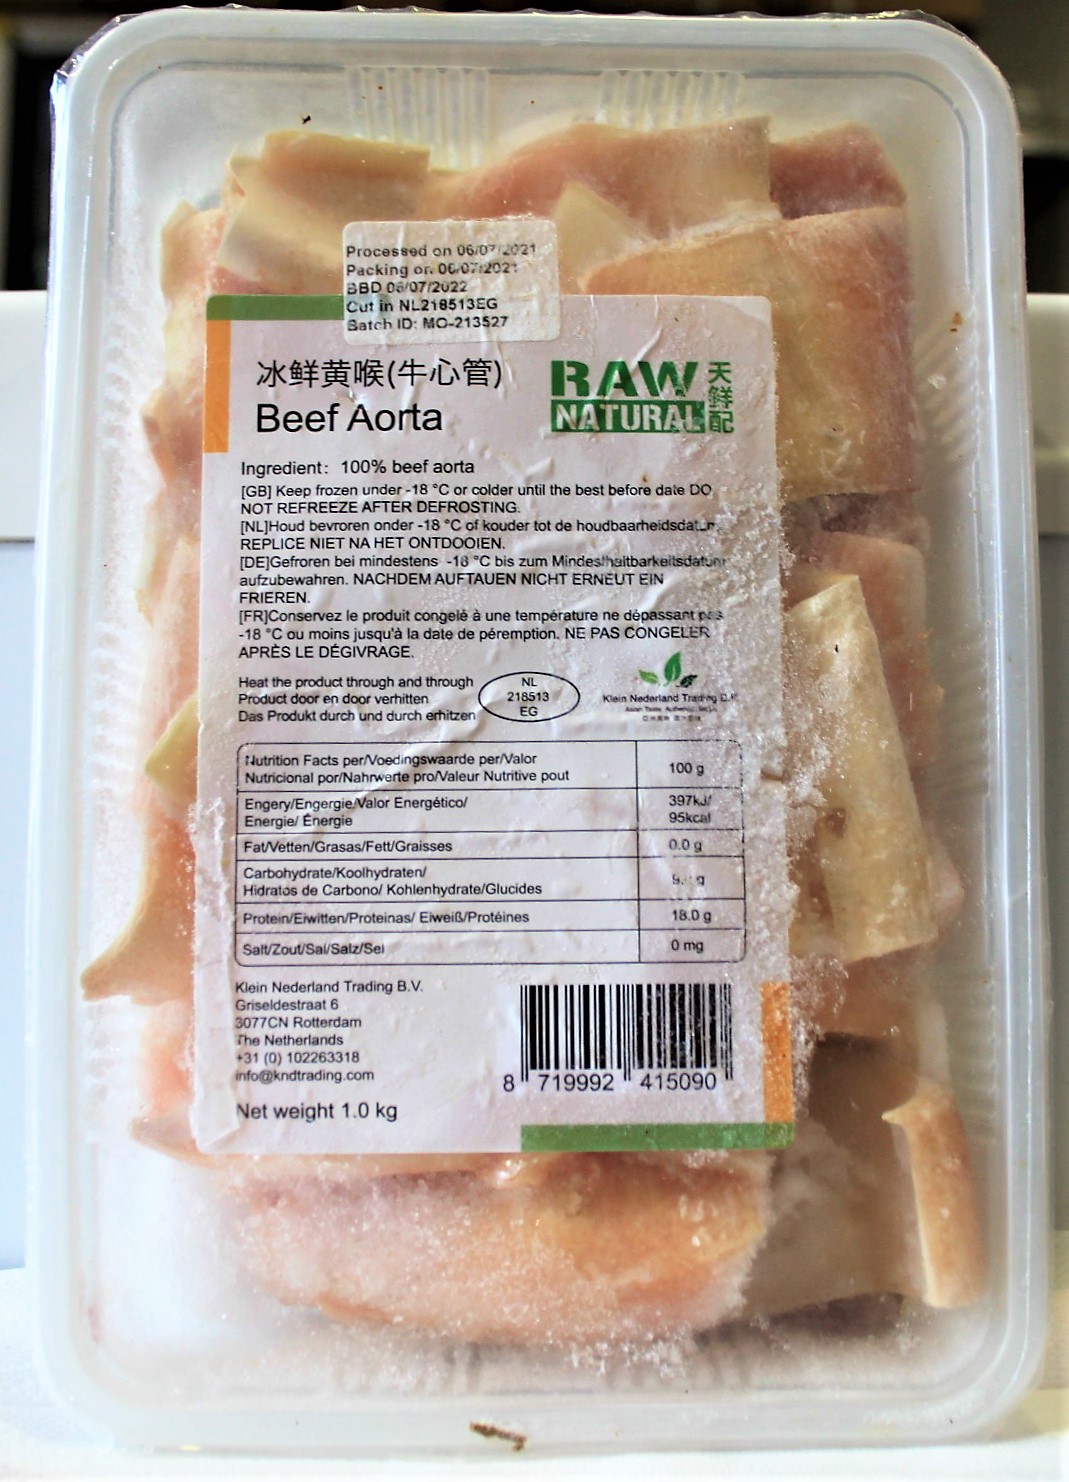 Processed on 06/07/2021
Packing on 06/07/2021
BBD 06/07/2022
Cut in NL218513EG
Batch ID: MO-213527
冰鲜黄喉(牛心管)
Beef Aorta
RAW
NATURAL
天鲜配
Ingredient: 100% beef aorta
[GB] Keep frozen under -18 °C or colder until the best before date DO
NOT REFREEZE AFTER DEFROSTING.
[NL]Houd bevroren onder -18 °C of kouder tot de houdbaarheidsdatum
REPLICE NIET NA HET ONTDOOIEN.
[DE]Gefroren bei mindestens -18 °C bis zum Mindesthaitbarkeitsdatum
aufzubewahren. NACHDEM AUFTAUEN NICHT ERNEUT EIN
FRIEREN.
[FR]Conservez le produit congelé à une température ne dépassant pas
-18 °C ou moins jusqu'à la date de péremption. NE PAS CONGELER
APRÈS LE DÉGIVRAGE.
Heat the product through and through
Product door en door verhitten
Das Produkt durch und durch erhitzen
NL
218513
EG
Klein Nederland Trading B.V.
Nutrition Facts per/Voedingswaarde per/Valor
Nutricional por/Nahrwerte pro/Valeur Nutritive pout
100 g
Engery/Engergie/Valor Energético/
Energie/ Énergie
397kJ/
95kcal
Fat/Vetten/Grasas/Fett/Graisses
0.0 g
Carbohydrate/Koolhydraten/
Hidratos de Carbono/ Kohlenhydrate/Glucides
g
Protein/Eiwitten/Proteinas/ Eiweiß/Protéines
18.0 g
Salt/Zout/Sal/Salz/Sel
0 mg
Klein Nederland Trading B.V.
Griseldestraat 6
3077CN Rotterdam
The Netherlands
+31 (0) 102263318
info@kndtrading.com
Net weight 1.0 kg
8 719992 415090